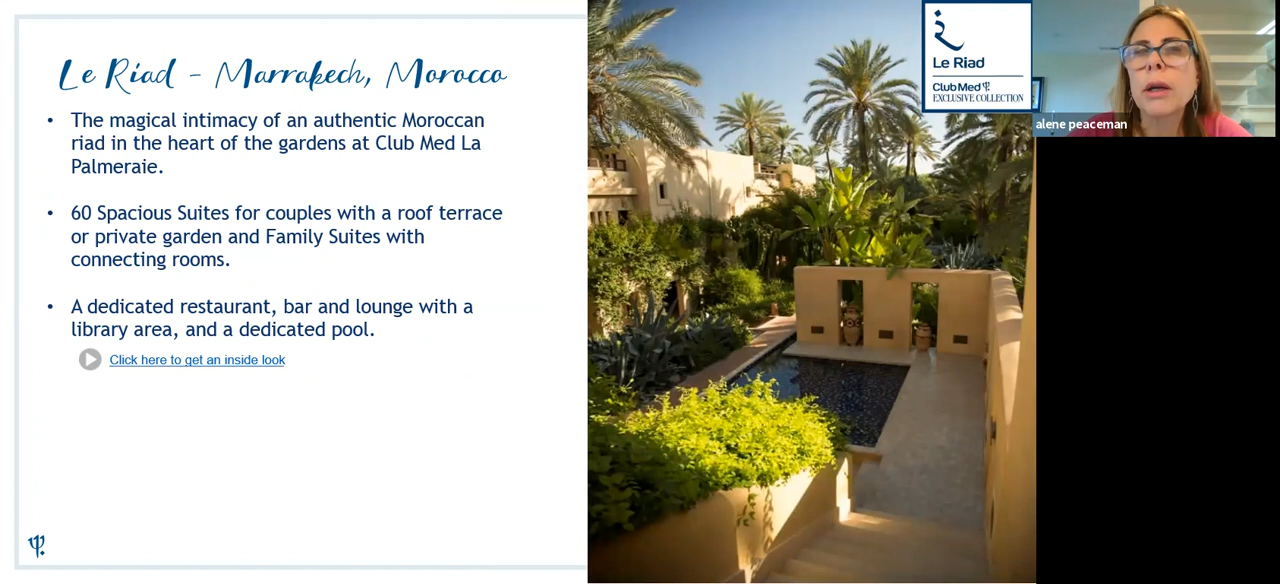 Le Riad - Marrakech, Morocco
• The magical intimacy of an authentic Moroccan
riad in the heart of the gardens at Club Med La
Palmeraie.
• 60 Spacious Suites for couples with a roof terrace
or private garden and Family Suites with
connecting rooms.
• A dedicated restaurant, bar and lounge with a
library area, and a dedicated pool.
Click here to get an inside look
Le Riad
Club Med
EXCLUSIVE COLLECTION
alene peaceman